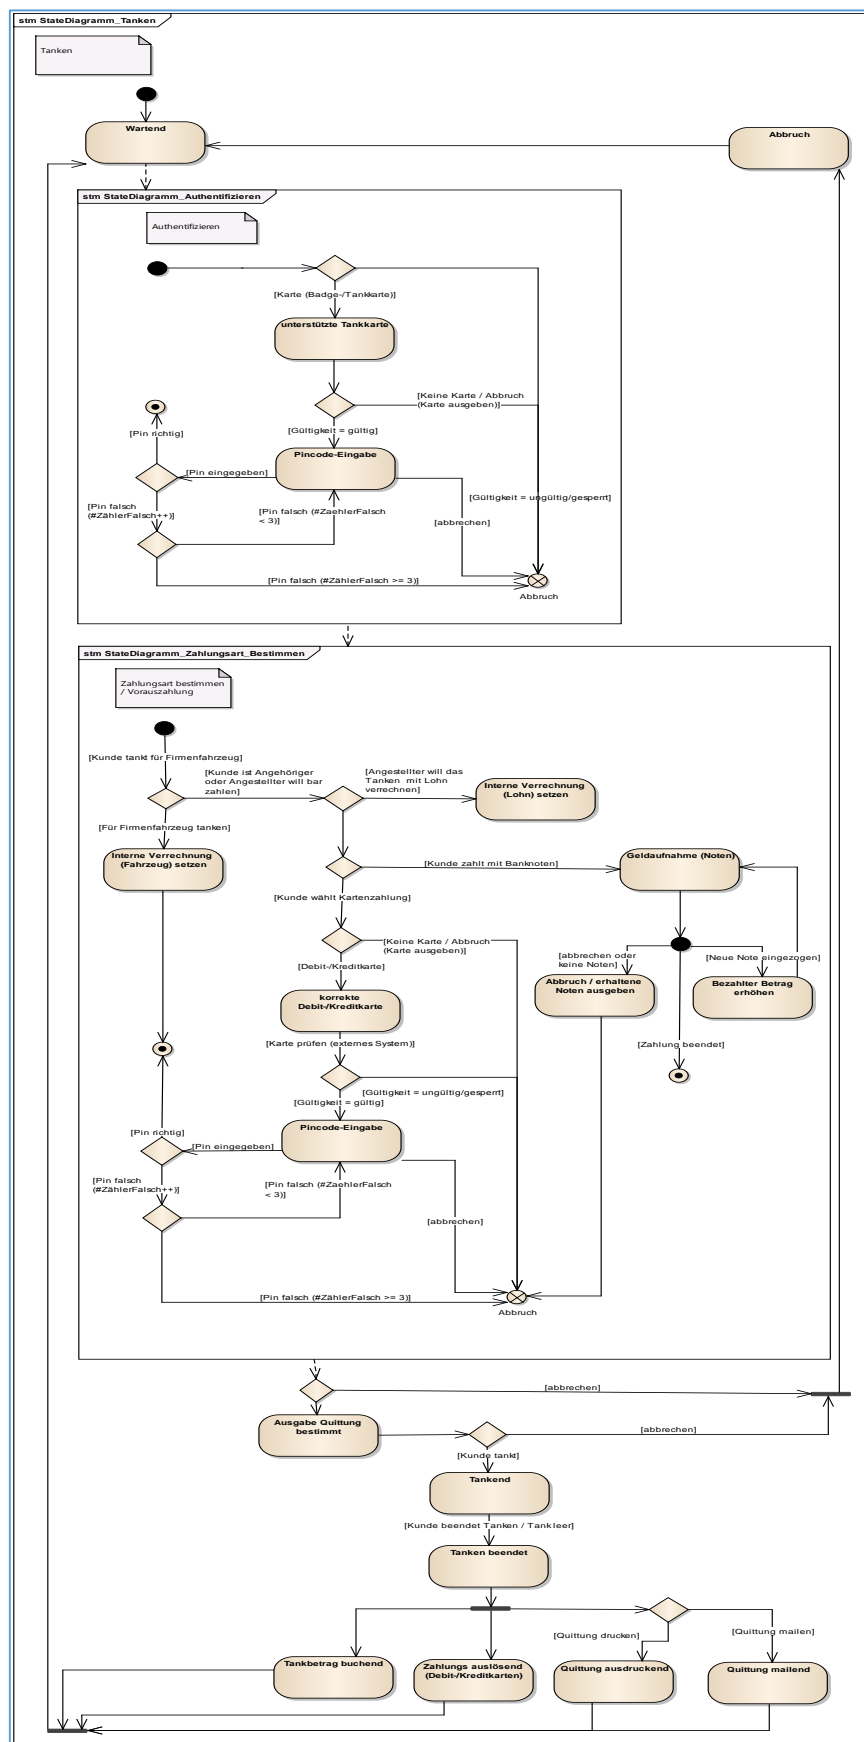 stm StateDiagramm_Tanken
Tanken
Wartend
Abbruch
stm StateDiagramm_Authentifizieren
Authentifizieren
[Karte (Badge-/Tankkarte)]
unterstützte Tankkarte
[Keine Karte / Abbruch
(Karte ausgeben)]
[Gültigkeit = gültig]
[Pin richtig]
Pincode-Eingabe
[Pin eingegeben]
[Gültigkeit = ungültig/gesperrt]
[Pin falsch
(#ZählerFalsch++)]
[Pin falsch (#ZaehlerFalsch
< 3)]
[abbrechen]
[Pin falsch (#ZählerFalsch >= 3)]
Abbruch
stm StateDiagramm_Zahlungsart_Bestimmen
Zahlungsart bestimmen
/ Vorauszahlung
[Kunde tankt für Firmenfahrzeug]
[Kunde ist Angehöriger
oder Angestellter will bar
zahlen]
[Angestellter will das
Tanken mit Lohn
verrechnen]
Interne Verrechnung
(Lohn) setzen
[Für Firmenfahrzeug tanken]
Interne Verrechnung
(Fahrzeug) setzen
[Kunde zahlt mit Banknoten]
Geldaufnahme (Noten)
[Kunde wählt Kartenzahlung]
[Keine Karte / Abbruch
(Karte ausgeben)]
[Debit-/Kreditkarte]
[abbrechen oder
keine Noten]
[Neue Note eingezogen]
korrekte
Debit-/Kreditkarte
Abbruch / erhaltene
Noten ausgeben
Bezahlter Betrag
erhöhen
[Karte prüfen (externes System)]
[Zahlung beendet]
[Gültigkeit = ungültig/gesperrt]
[Gültigkeit = gültig]
Pincode-Eingabe
[Pin richtig]
[Pin eingegeben]
[Pin falsch
(#ZählerFalsch++)]
[Pin falsch (#ZaehlerFalsch
< 3)]
[abbrechen]
[Pin falsch (#ZählerFalsch >= 3)]
Abbruch
[abbrechen]
Ausgabe Quittung
bestimmt
[abbrechen]
[Kunde tankt]
Tankend
[Kunde beendet Tanken / Tank leer]
Tanken beendet
[Quittung drucken]
[Quittung mailen]
Tankbetrag buchend
Zahlungs auslösend
(Debit-/Kreditkarten)
Quittung ausdruckend
Quittung mailend